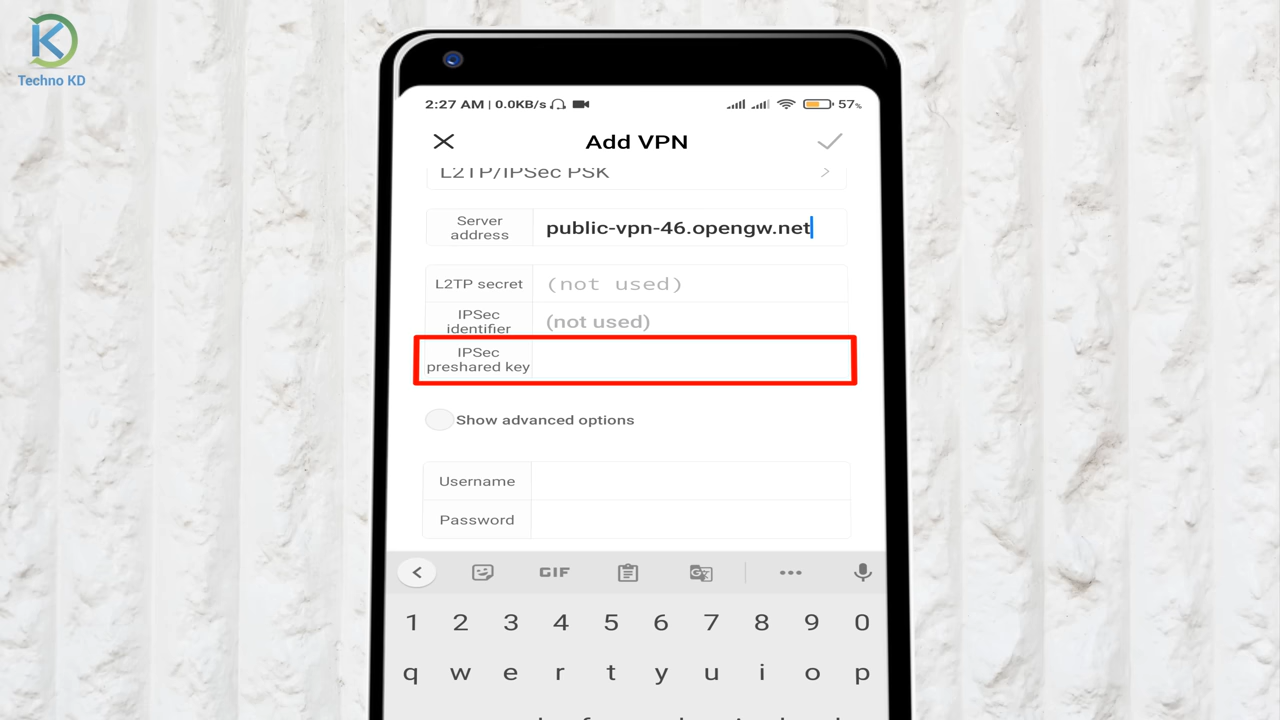 K
Techno KD
2:27 AM | 0.0KB/s
57%
Add VPN
L2TP/IPSec PSK
Server
address
public-vpn-46.opengw.net
L2TP secret
(not used)
IPSec
identifier
(not used)
IPSec
preshared key
Show advanced options
Username
Password
GIF
1 2 3 4 5 6 7 8 9 0
q w e r t y u i o p